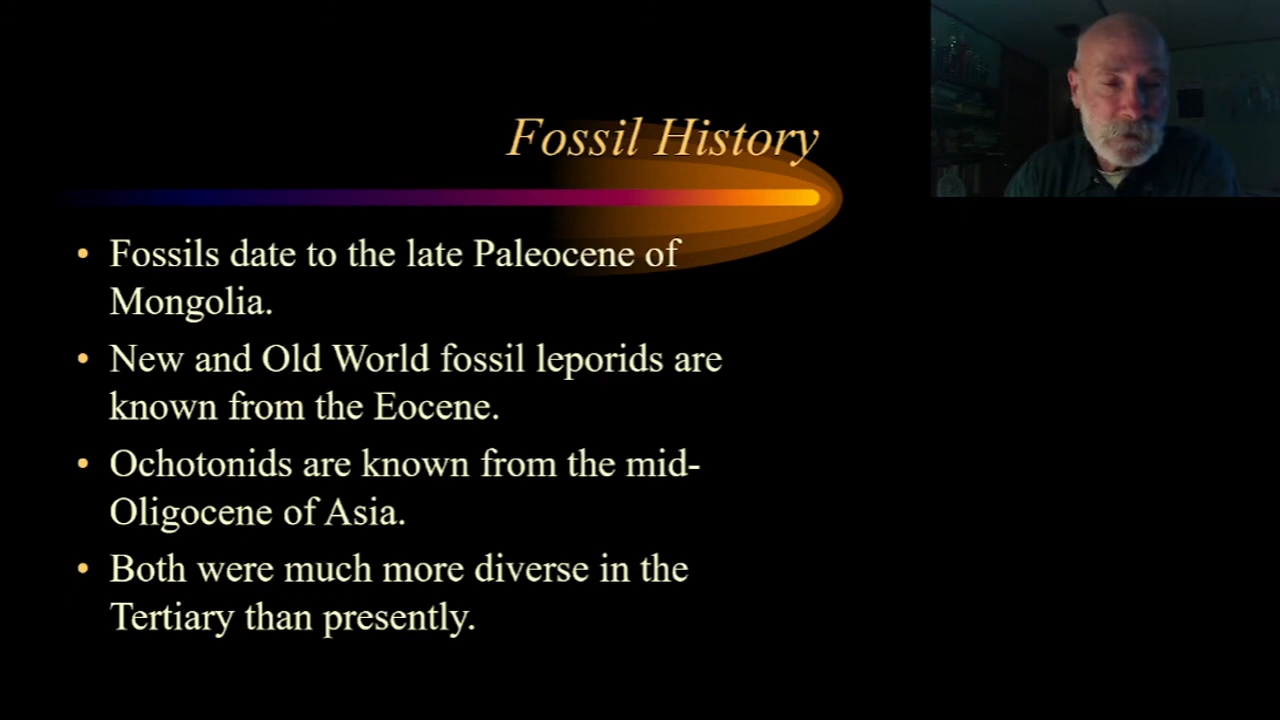 Fossil History
• Fossils date to the late Paleocene of
Mongolia.
• New and Old World fossil leporids are
known from the Eocene.
• Ochotonids are known from the mid-
Oligocene of Asia.
• Both were much more diverse in the
Tertiary than presently.